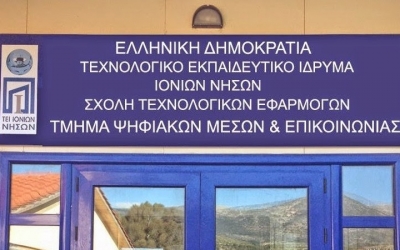 ΕΛΛΗΝΙΚΗ ΔΗΜΟΚΡΑΤΙΑ
ΤΕΧΝΟΛΟΓΙΚΟ ΕΚΠΑΙΔΕΥΤΙΚΟ ΙΔΡΥΜΑ
ΙΟΝΙΩΝ ΝΗΣΩΝ
ΣΧΟΛΗ ΤΕΧΝΟΛΟΓΙΚΩΝ ΕΦΑΡΜΟΓΩΝ
ΤΜΗΜΑ ΨΗΦΙΑΚΩΝ ΜΕΣΩΝ & ΕΠΙΚΟΙΝΩΝΙΑΣ
ΤΕΙ ΙΟΝΙΩΝ
ΝΗΣΩΝ